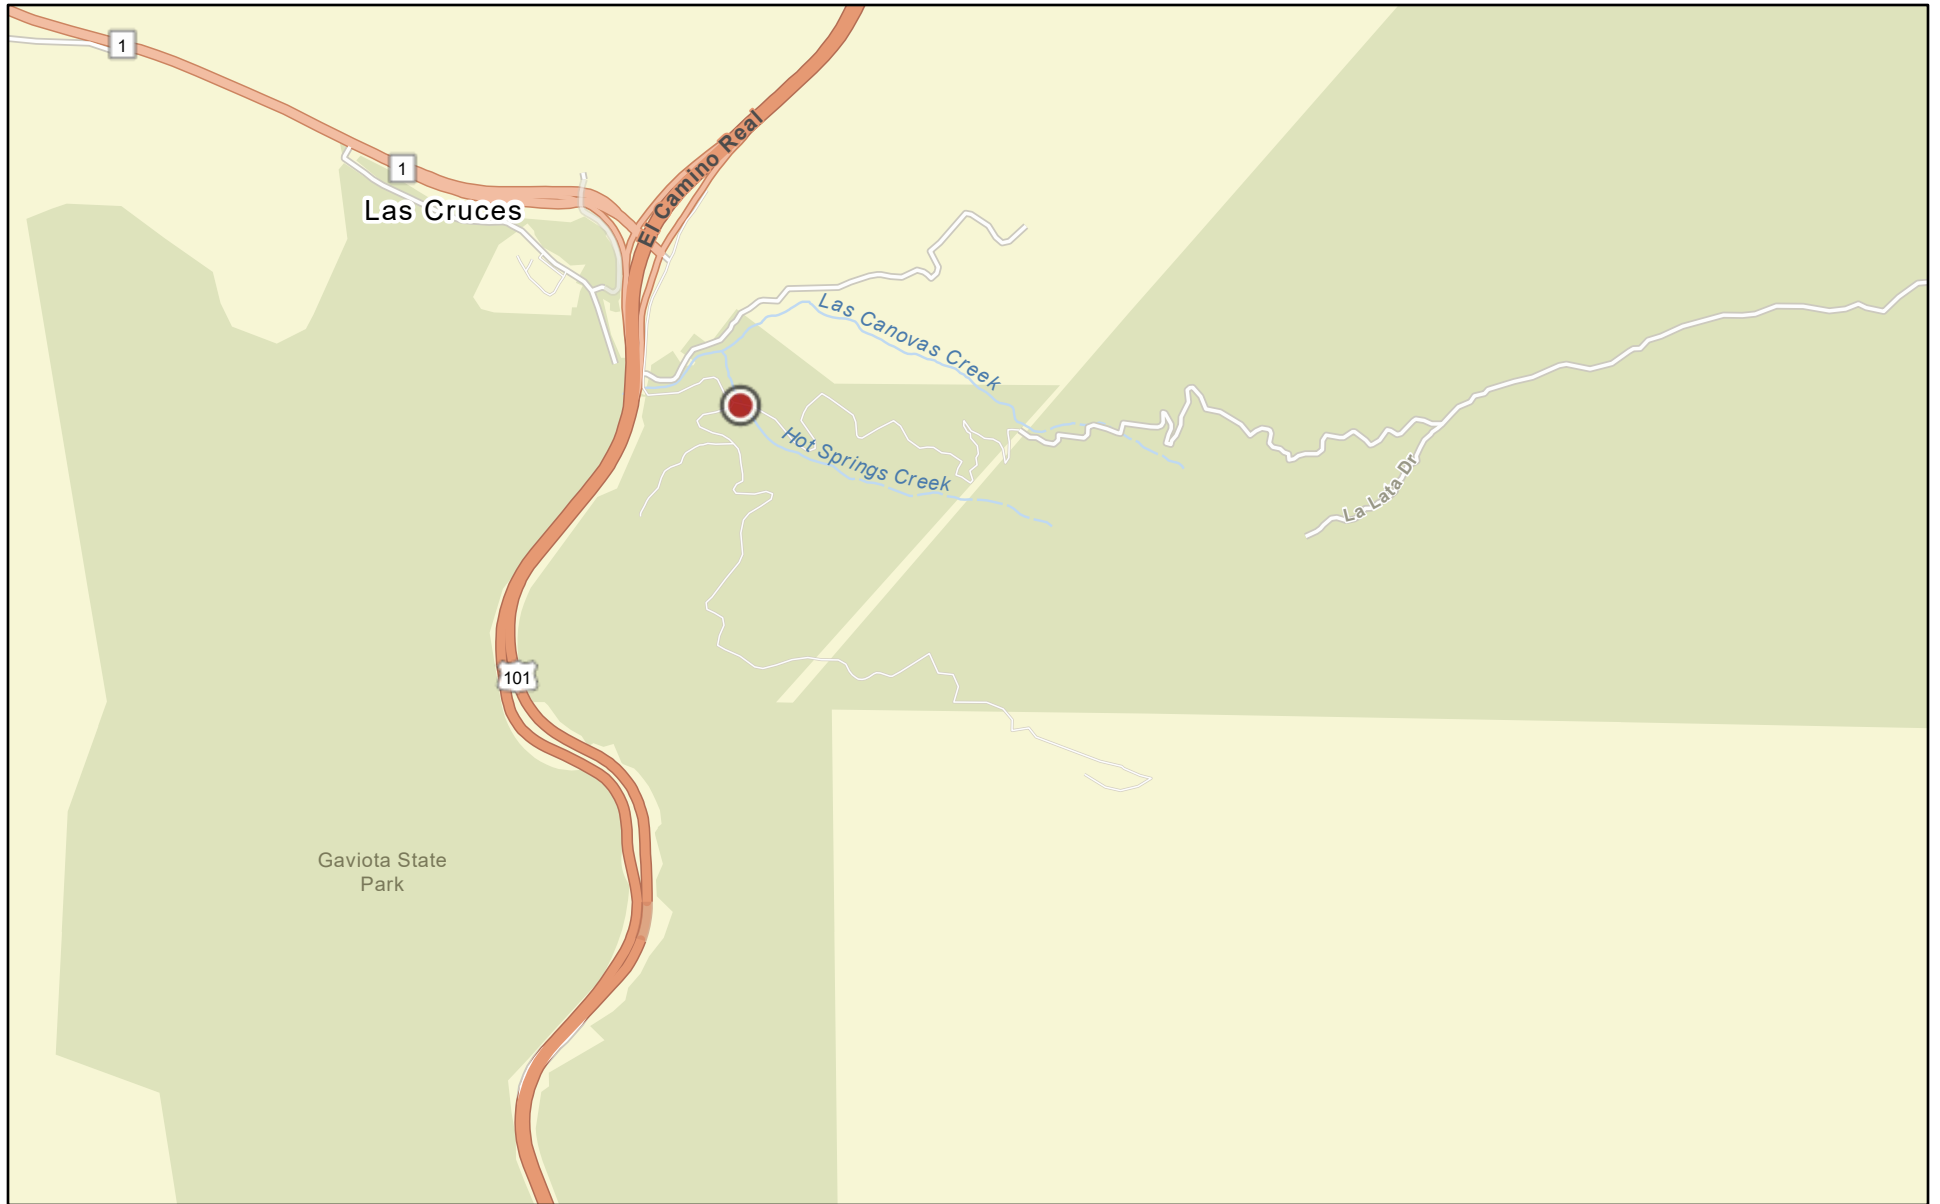 1
1
El Camino Real
Las Cruces
Las Canovas Creek
Hot Springs Creek
La Lata Dr
101
Gaviota State
Park